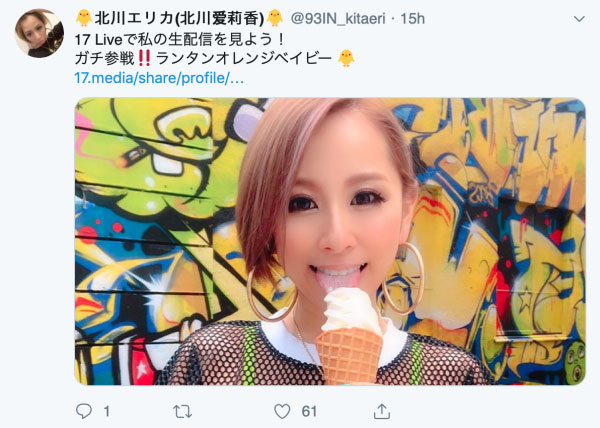 🐥北川エリカ(北川愛莉香)🐥 @93IN_kitaeri · 15h
17 Liveで私の生配信を見よう！
ガチ参戦‼️ランタンオレンジベイビー 🐥
17.media/share/profile/…
1
61